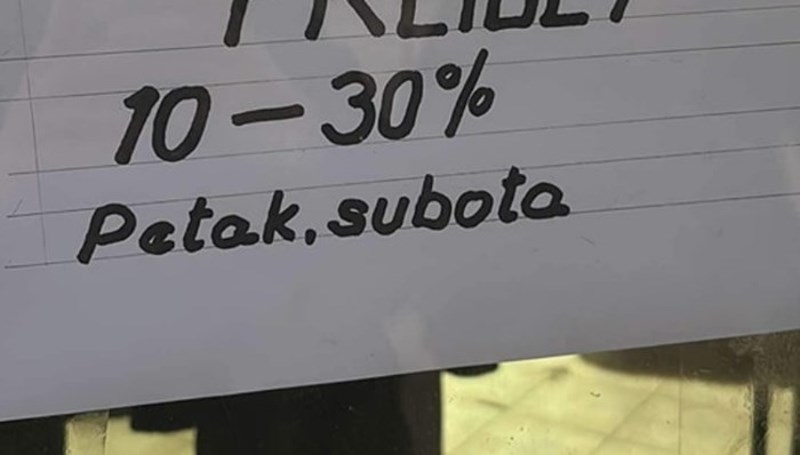 10 – 30%
Petak, subota